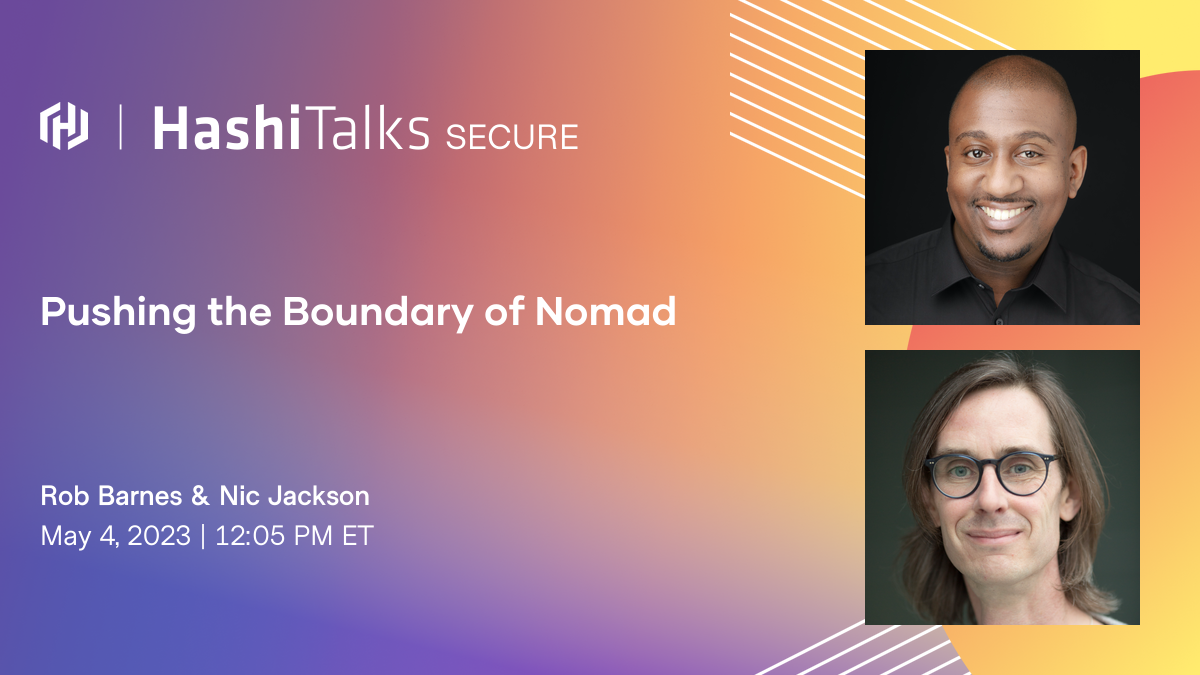 HashiTalks SECURE
Pushing the Boundary of Nomad
Rob Barnes & Nic Jackson
May 4, 2023 | 12:05 PM ET